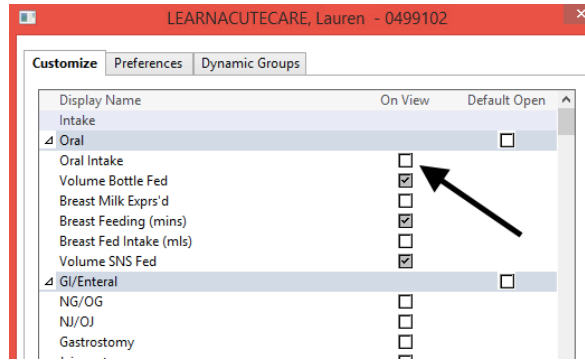 LEARNACUTECARE, Lauren - 0499102
Customize Preferences Dynamic Groups
Display Name On View Default Open
Intake
Oral
Oral Intake
Volume Bottle Fed
Breast Milk Exprs'd
Breast Feeding (mins)
Breast Fed Intake (mls)
Volume SNS Fed
GI/Enteral
NG/OG
NJ/OJ
Gastrostomy